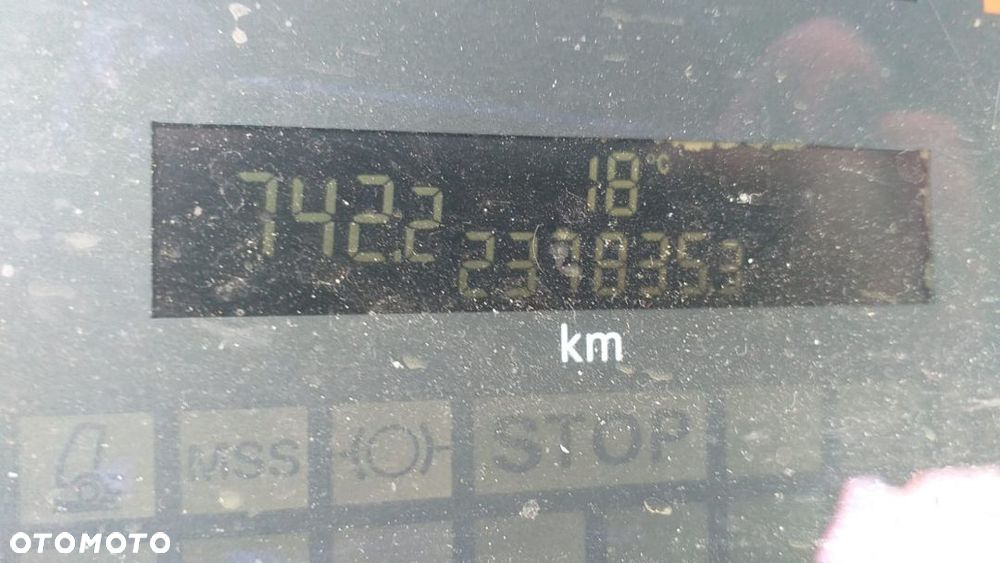 18 °C
742.2
2378353
km
MSS
STOP
OTOMOTO